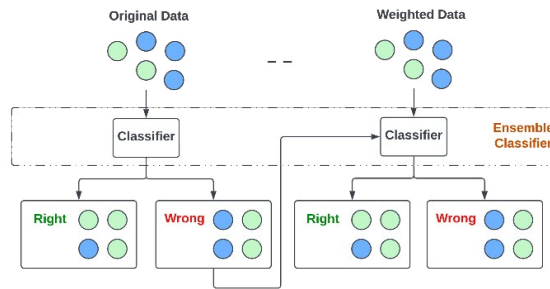 Original Data
Weighted Data
Classifier
Classifier
Ensemble
Classifier
Right
Wrong
Right
Wrong